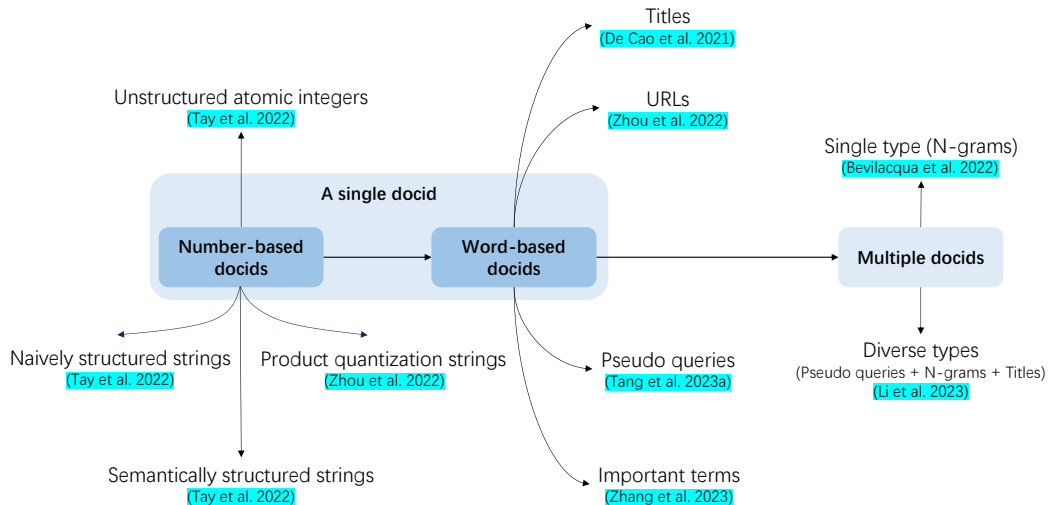 Titles
(De Cao et al. 2021)
Unstructured atomic integers
(Tay et al. 2022)
URLs
(Zhou et al. 2022)
Single type (N-grams)
(Bevilacqua et al. 2022)
A single docid
Number-based
docids
Word-based
docids
Multiple docids
Naively structured strings
(Tay et al. 2022)
Product quantization strings
(Zhou et al. 2022)
Pseudo queries
(Tang et al. 2023a)
Diverse types
(Pseudo queries + N-grams + Titles)
(Li et al. 2023)
Semantically structured strings
(Tay et al. 2022)
Important terms
(Zhang et al. 2023)